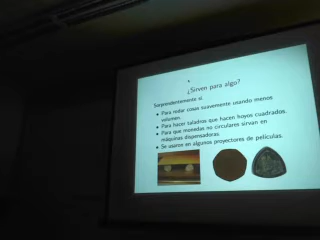 ¿Sirven para algo?
Sorprendentemente sí.
Para rodar cosas suavemente usando menos
volumen.
Para hacer taladros que hacen hoyos cuadrados.
Para que monedas no circulares sirvan en
máquinas dispensadoras.
Se usaron en algunos proyectores de películas.